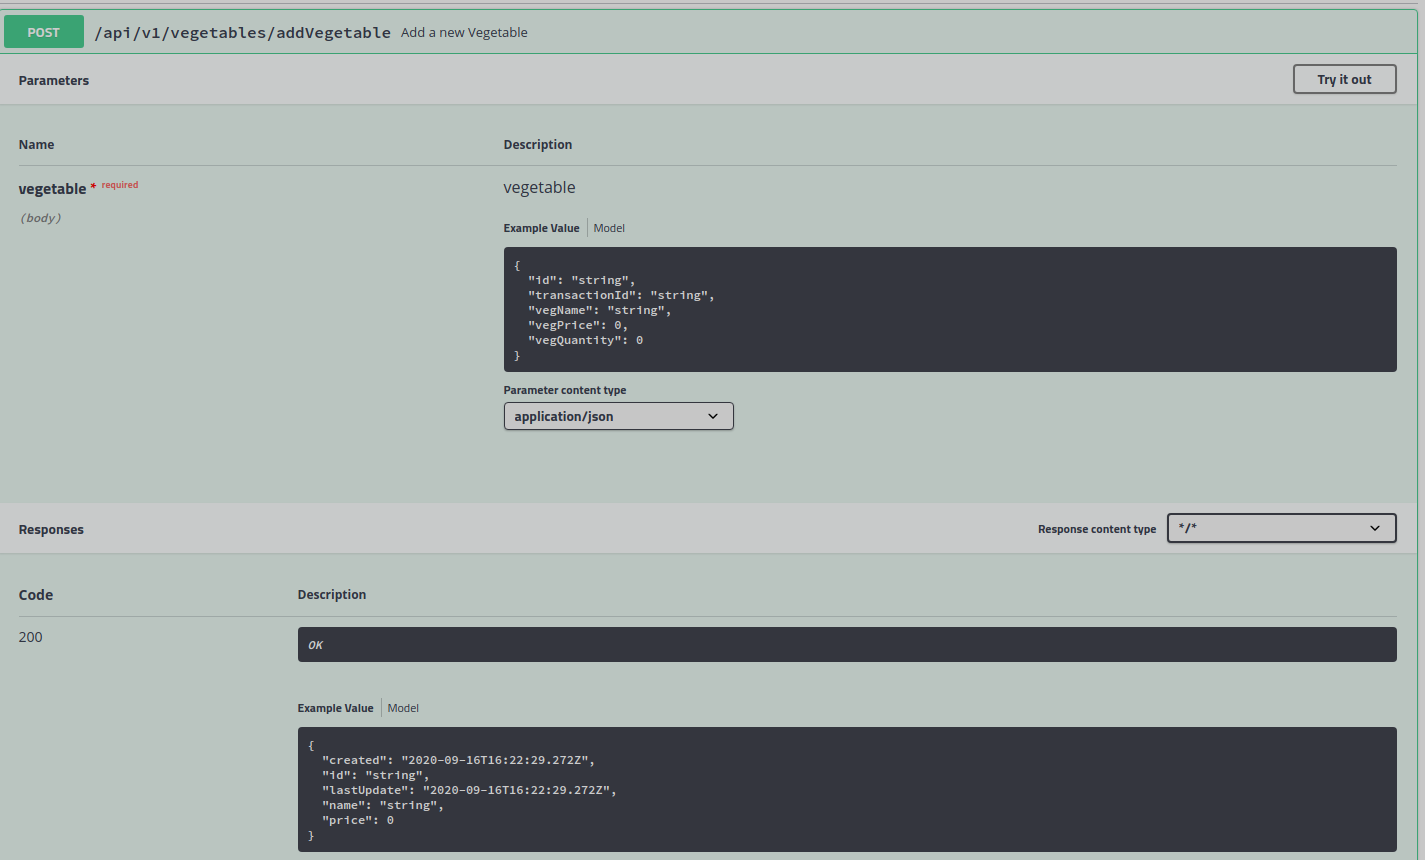 POST /api/v1/vegetables/addVegetable Add a new Vegetable
Parameters
Try it out
Name Description
vegetable * required
vegetable
(body)
Example Value Model
{
  "id": "string",
  "transactionId": "string",
  "vegName": "string",
  "vegPrice": 0,
  "vegQuantity": 0
}
Parameter content type
application/json
Responses
Response content type */*
Code Description
200
OK
Example Value Model
{
  "created": "2020-09-16T16:22:29.272Z",
  "id": "string",
  "lastUpdate": "2020-09-16T16:22:29.272Z",
  "name": "string",
  "price": 0
}